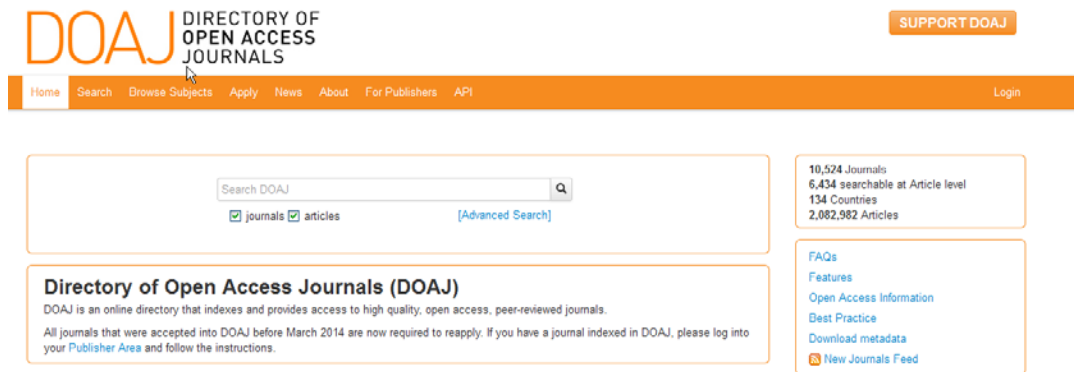 DOAJ
DIRECTORY OF
OPEN ACCESS
JOURNALS
SUPPORT DOAJ
Home Search Browse Subjects Apply News About For Publishers API Login
Search DOAJ
journals articles [Advanced Search]
10,524 Journals
6,434 searchable at Article level
134 Countries
2,082,982 Articles
Directory of Open Access Journals (DOAJ)
DOAJ is an online directory that indexes and provides access to high quality, open access, peer-reviewed journals.
All journals that were accepted into DOAJ before March 2014 are now required to reapply. If you have a journal indexed in DOAJ, please log into
your Publisher Area and follow the instructions.
FAQs
Features
Open Access Information
Best Practice
Download metadata
New Journals Feed